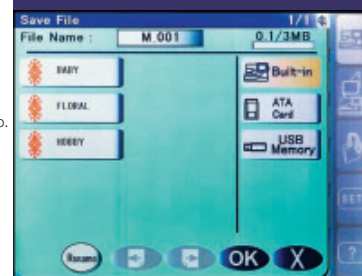 Save File 1/1
File Name : M 001 0.1/3MB
BABY
FLORAL
HOBBY
Built-in
ATA Card
USB Memory
Rename OK X
SET
?
o.